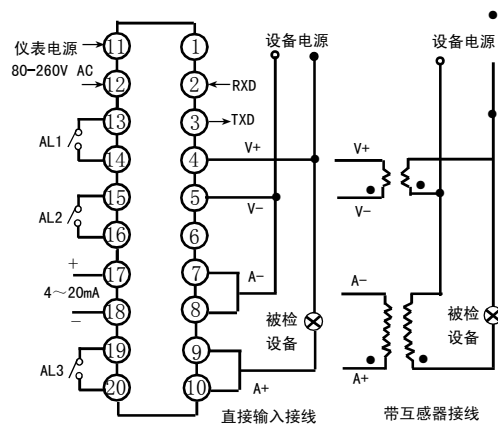 仪表电源
80-260V AC
AL1
AL2
+
4～20mA
−
AL3
11
12
13
14
15
16
17
18
19
20
1
2
3
4
5
6
7
8
9
10
RXD
TXD
设备电源
V+
V-
A-
A+
被检
设备
直接输入接线
设备电源
V+
V-
A-
A+
被检
设备
带互感器接线